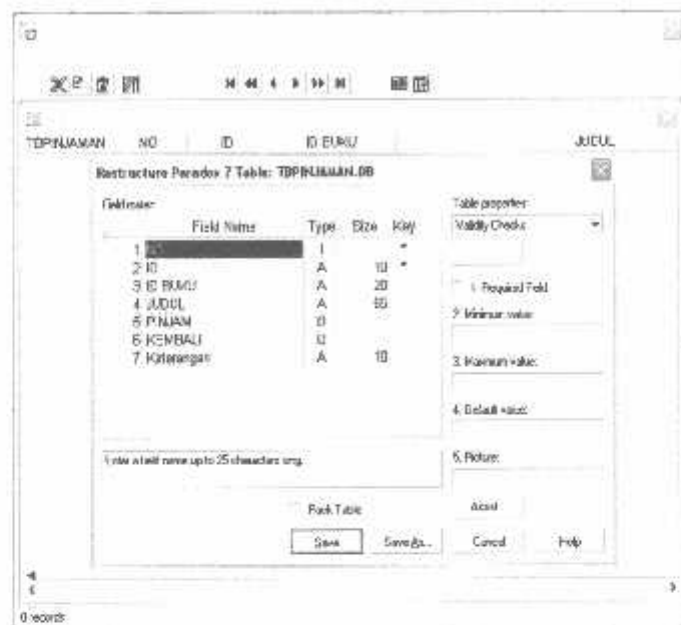 TBPINJAMAN NO ID ID BUKU JUDUL
Restructure Paradox 7 Table: TBPINJAMAN.DB
Field roster:
Field Name Type Size Key
1 I *
2 ID A 10 *
3 ID BUKU A 20
4 JUDUL A
5 PINJAM D
6 KEMBALI D
7 Keterangan A 10
Enter a field name up to 25 characters long.
Pack Table
Save Save As... Cancel Help
Table properties:
Validity Checks
1. Required Field
2. Minimum value:
3. Maximum value:
4. Default value:
5. Picture:
Assist
0 records